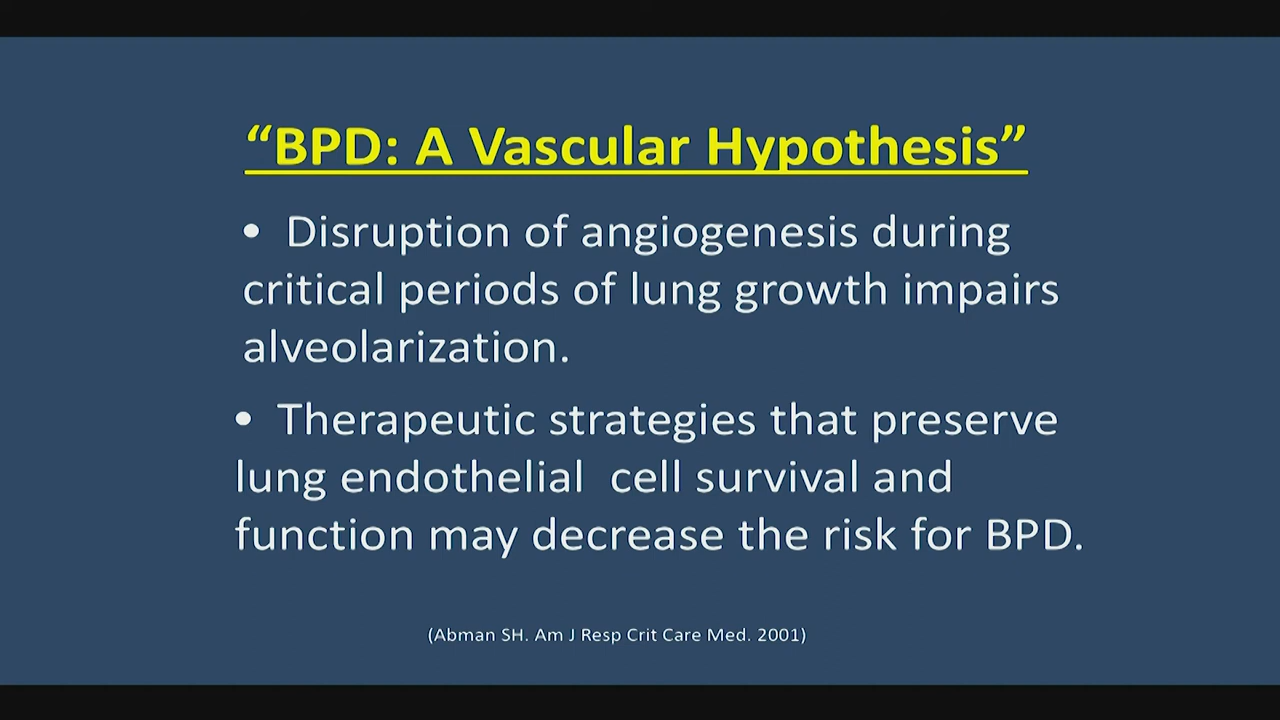 “BPD: A Vascular Hypothesis”
• Disruption of angiogenesis during
critical periods of lung growth impairs
alveolarization.
• Therapeutic strategies that preserve
lung endothelial cell survival and
function may decrease the risk for BPD.
(Abman SH. Am J Resp Crit Care Med. 2001)